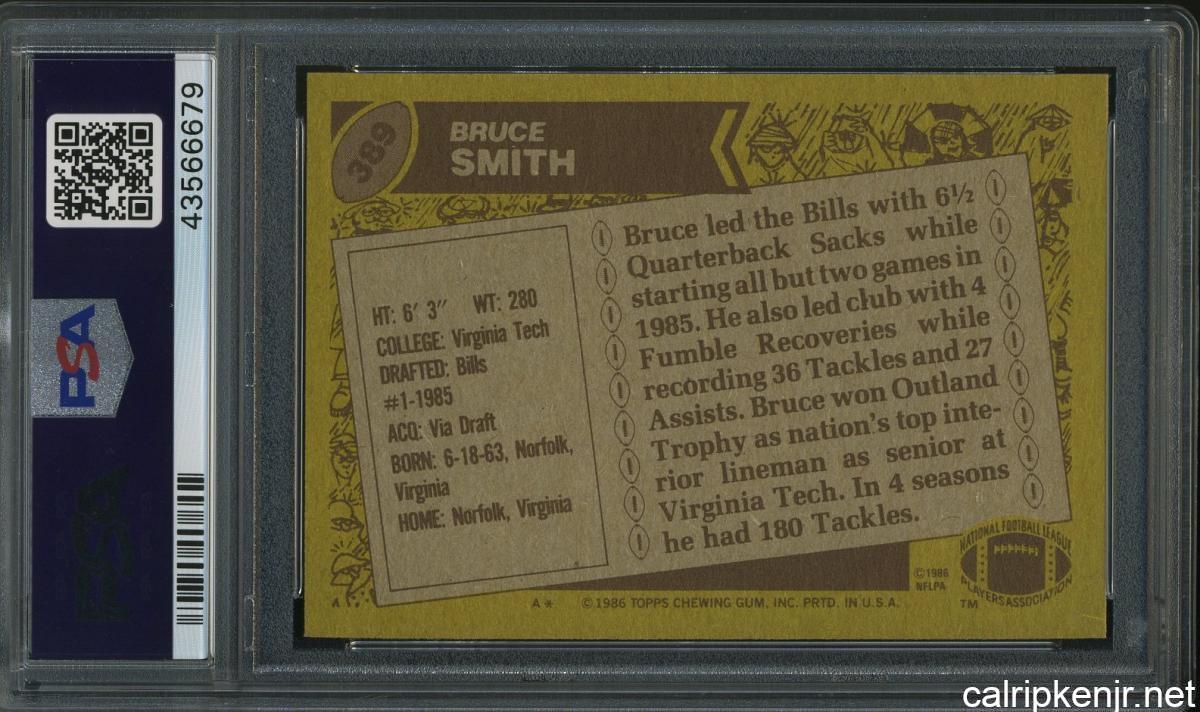 43566679
PSA
PSA
389
BRUCE
SMITH
HT: 6′ 3″ WT: 280
COLLEGE: Virginia Tech
DRAFTED: Bills
#1-1985
ACQ: Via Draft
BORN: 6-18-63, Norfolk,
Virginia
HOME: Norfolk, Virginia
Bruce led the Bills with 6½
Quarterback Sacks while
starting all but two games in
1985. He also led club with 4
Fumble Recoveries while
recording 36 Tackles and 27
Assists. Bruce won Outland
Trophy as nation's top inte-
rior lineman as senior at
Virginia Tech. In 4 seasons
he had 180 Tackles.
©1986
NFLPA
NATIONAL FOOTBALL LEAGUE
PLAYERS ASSOCIATION
TM
A* ©1986 TOPPS CHEWING GUM, INC. PRTD. IN U.S.A.
calripkenjr.net